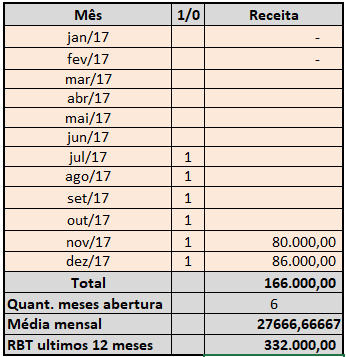 Mês 1/0 Receita
jan/17 -
fev/17 -
mar/17
abr/17
mai/17
jun/17
jul/17 1
ago/17 1
set/17 1
out/17 1
nov/17 1 80.000,00
dez/17 1 86.000,00
Total 166.000,00
Quant. meses abertura 6
Média mensal 27666,66667
RBT ultimos 12 meses 332.000,00